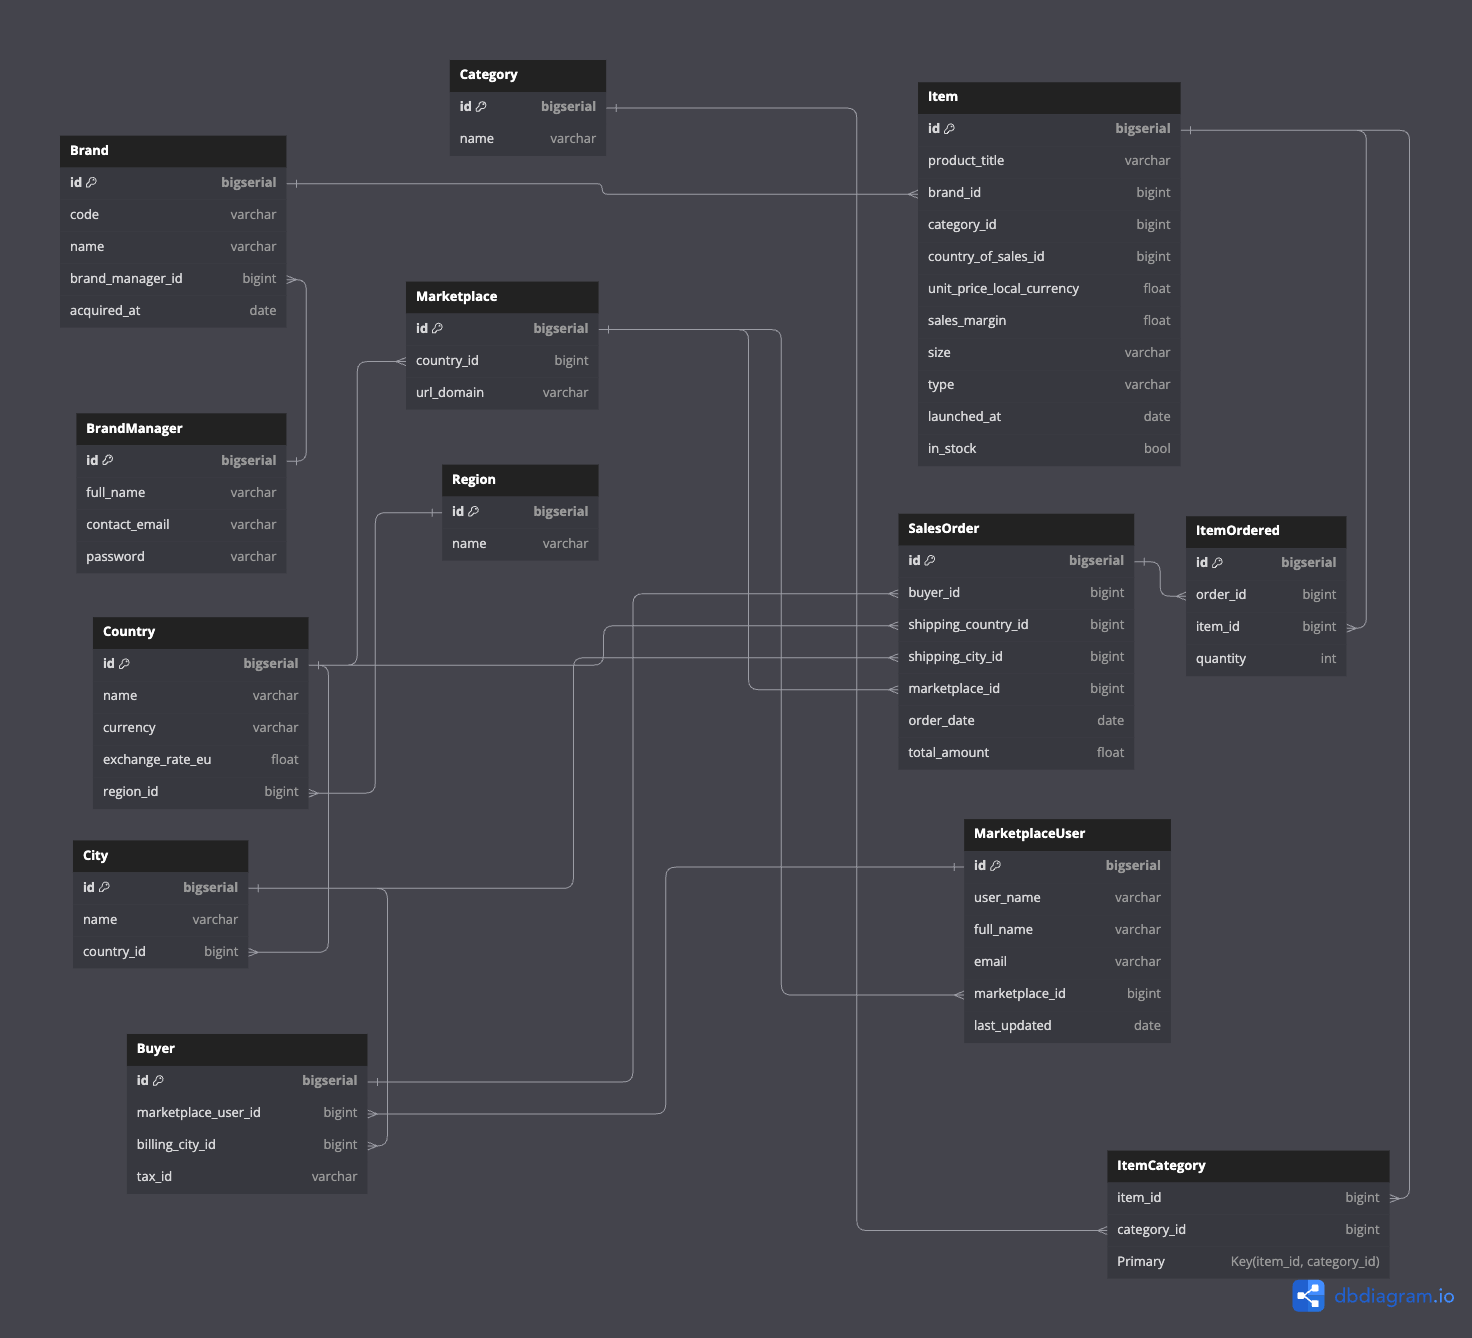 Category
id bigserial
name varchar
Item
id bigserial
product_title varchar
brand_id bigint
category_id bigint
country_of_sales_id bigint
unit_price_local_currency float
sales_margin float
size varchar
type varchar
launched_at date
in_stock bool
Brand
id bigserial
code varchar
name varchar
brand_manager_id bigint
acquired_at date
Marketplace
id bigserial
country_id bigint
url_domain varchar
BrandManager
id bigserial
full_name varchar
contact_email varchar
password varchar
Region
id bigserial
name varchar
SalesOrder
id bigserial
buyer_id bigint
shipping_country_id bigint
shipping_city_id bigint
marketplace_id bigint
order_date date
total_amount float
ItemOrdered
id bigserial
order_id bigint
item_id bigint
quantity int
Country
id bigserial
name varchar
currency varchar
exchange_rate_eu float
region_id bigint
City
id bigserial
name varchar
country_id bigint
MarketplaceUser
id bigserial
user_name varchar
full_name varchar
email varchar
marketplace_id bigint
last_updated date
Buyer
id bigserial
marketplace_user_id bigint
billing_city_id bigint
tax_id varchar
ItemCategory
item_id bigint
category_id bigint
Primary Key(item_id, category_id)
dbdiagram.io